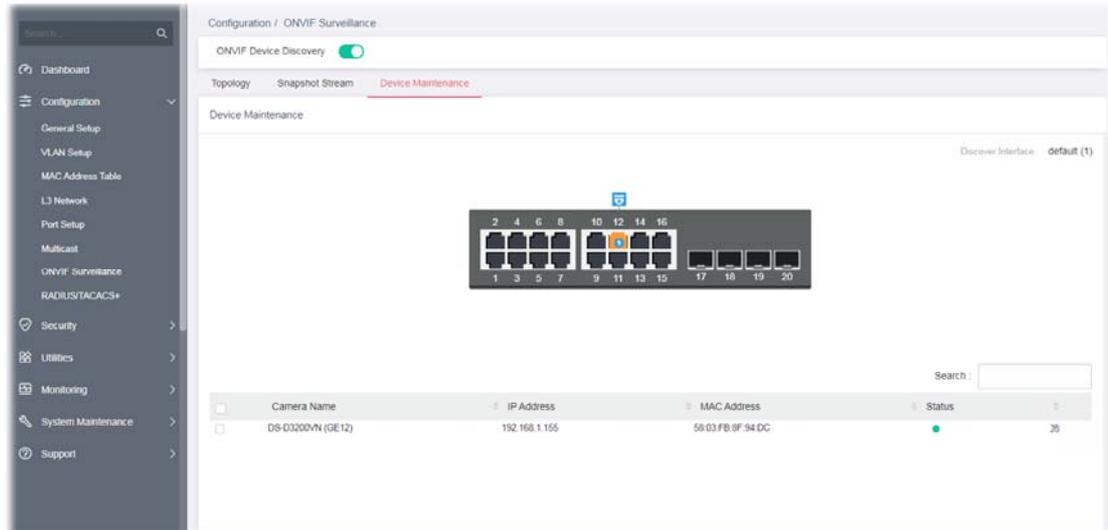 Search...
Configuration / ONVIF Surveillance
ONVIF Device Discovery
Dashboard
Configuration
General Setup
VLAN Setup
MAC Address Table
L3 Network
Port Setup
Multicast
ONVIF Surveillance
RADIUS/TACACS+
Security
Utilities
Monitoring
System Maintenance
Support
Topology Snapshot Stream Device Maintenance
Device Maintenance
Discover Interface default (1)
2 4 6 8 10 12 14 16
1 3 5 7 9 11 13 15 17 18 19 20
Search :
Camera Name IP Address MAC Address Status
DS-D3200VN (GE12) 192.168.1.155 58:03:FB:8F:94:DC